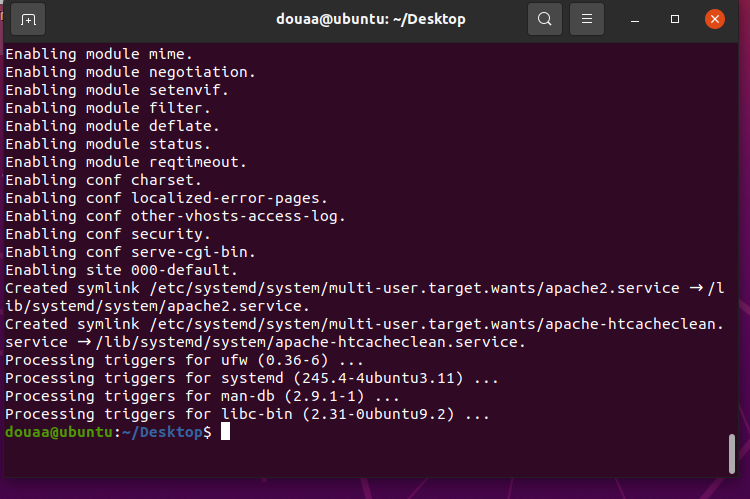 douaa@ubuntu: ~/Desktop
Enabling module mime.
Enabling module negotiation.
Enabling module setenvif.
Enabling module filter.
Enabling module deflate.
Enabling module status.
Enabling module reqtimeout.
Enabling conf charset.
Enabling conf localized-error-pages.
Enabling conf other-vhosts-access-log.
Enabling conf security.
Enabling conf serve-cgi-bin.
Enabling site 000-default.
Created symlink /etc/systemd/system/multi-user.target.wants/apache2.service → /l
ib/systemd/system/apache2.service.
Created symlink /etc/systemd/system/multi-user.target.wants/apache-htcacheclean.
service → /lib/systemd/system/apache-htcacheclean.service.
Processing triggers for ufw (0.36-6) ...
Processing triggers for systemd (245.4-4ubuntu3.11) ...
Processing triggers for man-db (2.9.1-1) ...
Processing triggers for libc-bin (2.31-0ubuntu9.2) ...
douaa@ubuntu:~/Desktop$